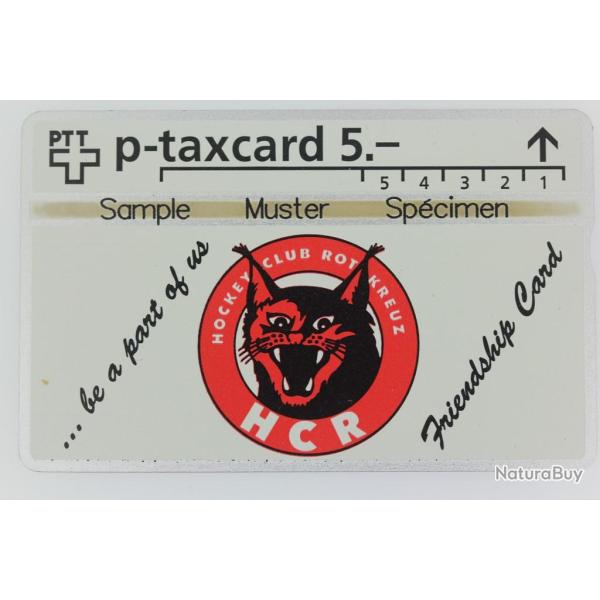 PTT p-taxcard 5.–
5 4 3 2 1
Sample Muster Spécimen
... be a part of us
HOCKEY CLUB ROTKREUZ
HCR
Friendship Card
NaturaBuy